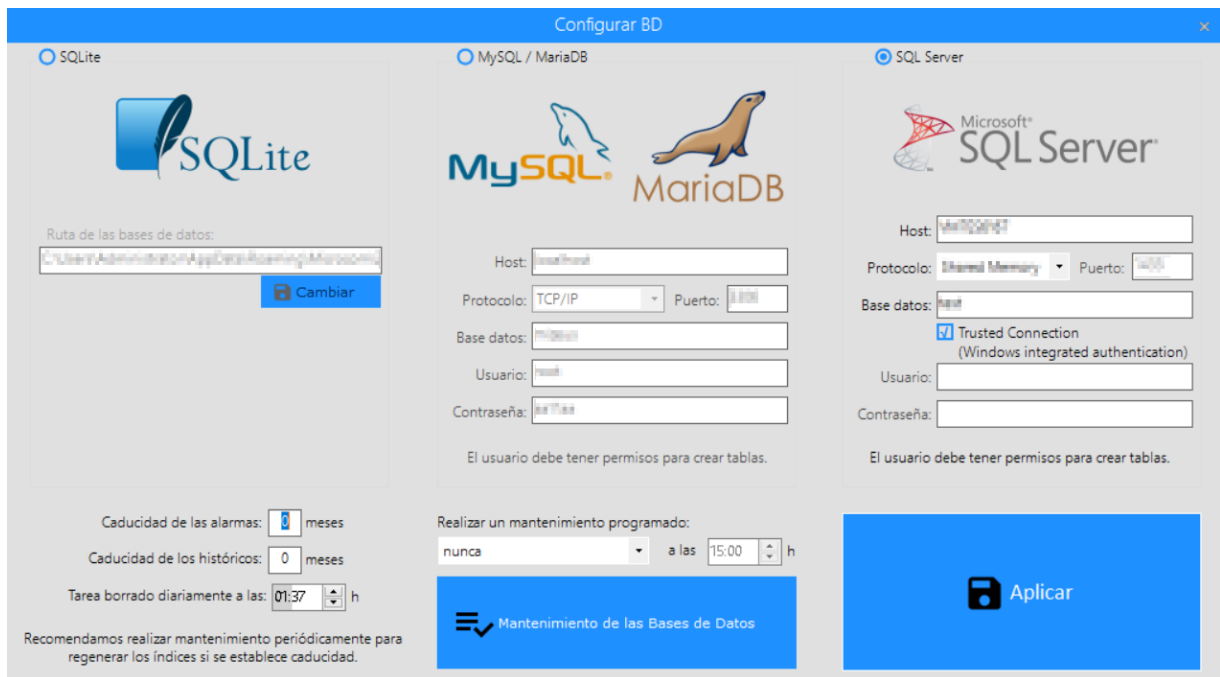 Configurar BD
SQLite
SQLite
Ruta de las bases de datos:
Cambiar
MySQL / MariaDB
MySQL
MariaDB
Host:
Protocolo: TCP/IP Puerto:
Base datos:
Usuario:
Contraseña:
El usuario debe tener permisos para crear tablas.
SQL Server
Microsoft
SQL Server
Host:
Protocolo: Shared Memory Puerto:
Base datos:
Trusted Connection
(Windows integrated authentication)
Usuario:
Contraseña:
El usuario debe tener permisos para crear tablas.
Caducidad de las alarmas: 0 meses
Caducidad de los históricos: 0 meses
Tarea borrado diariamente a las: 01:37 h
Recomendamos realizar mantenimiento periódicamente para
regenerar los índices si se establece caducidad.
Realizar un mantenimiento programado:
nunca a las 15:00 h
Mantenimiento de las Bases de Datos
Aplicar